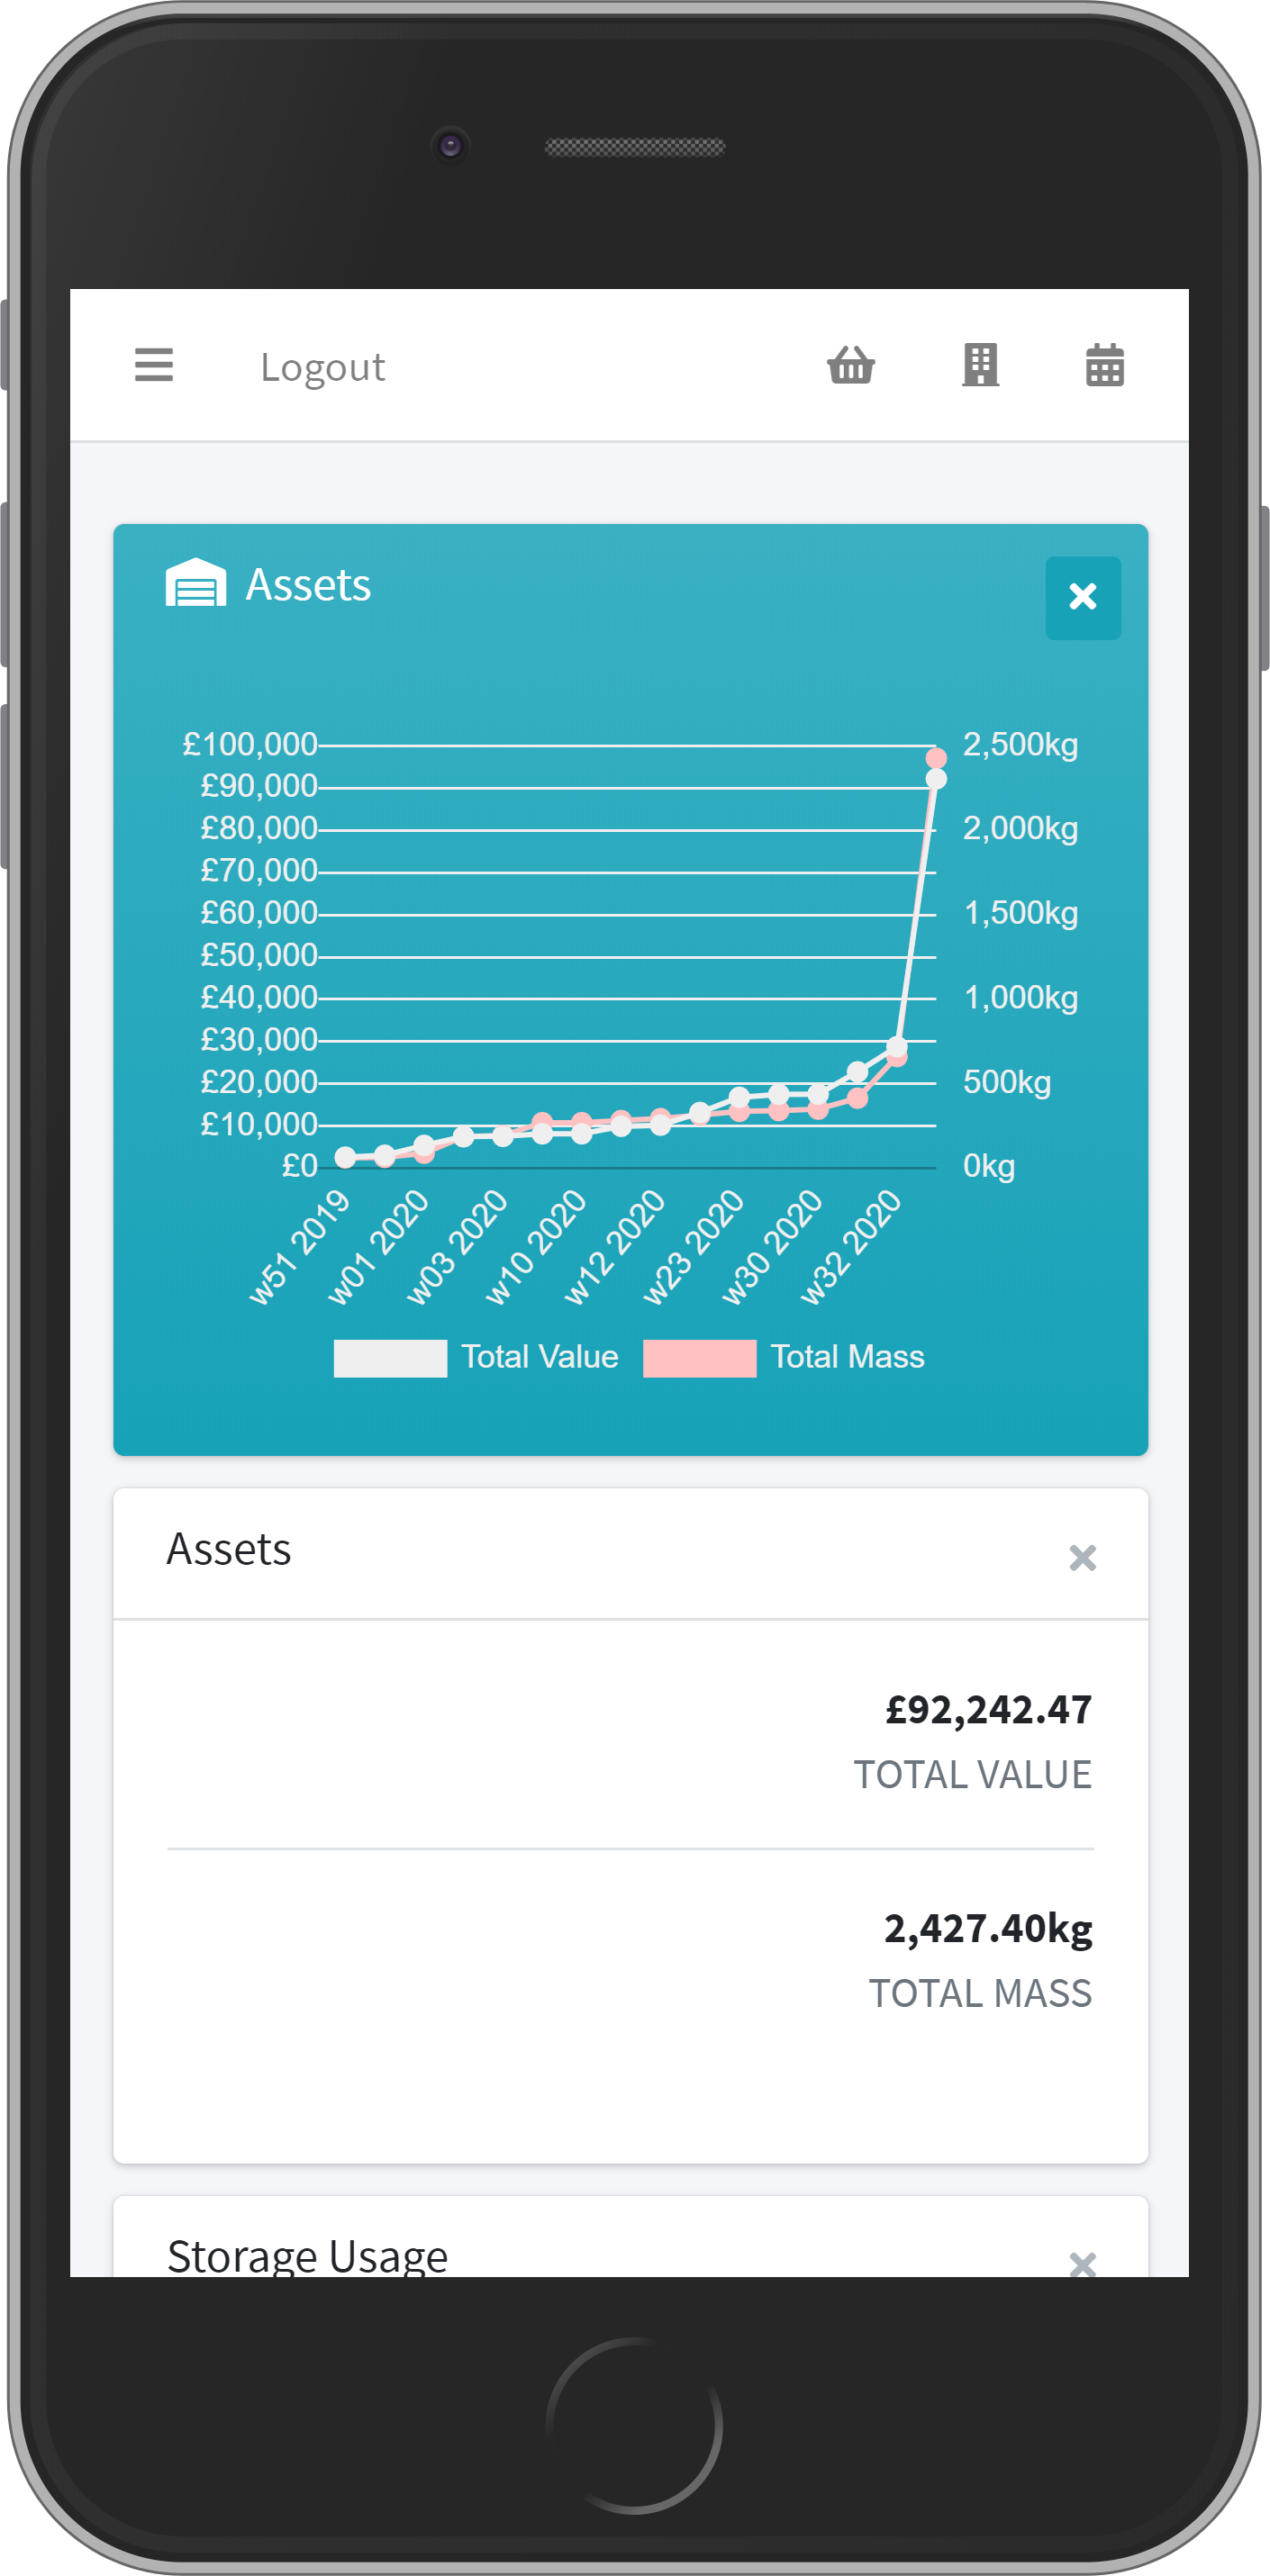 Logout
Assets
£100,000
£90,000
£80,000
£70,000
£60,000
£50,000
£40,000
£30,000
£20,000
£10,000
£0
2,500kg
2,000kg
1,500kg
1,000kg
500kg
0kg
w51 2019
w01 2020
w03 2020
w10 2020
w12 2020
w23 2020
w30 2020
w32 2020
Total Value
Total Mass
Assets
£92,242.47
TOTAL VALUE
2,427.40kg
TOTAL MASS
Storage Usage